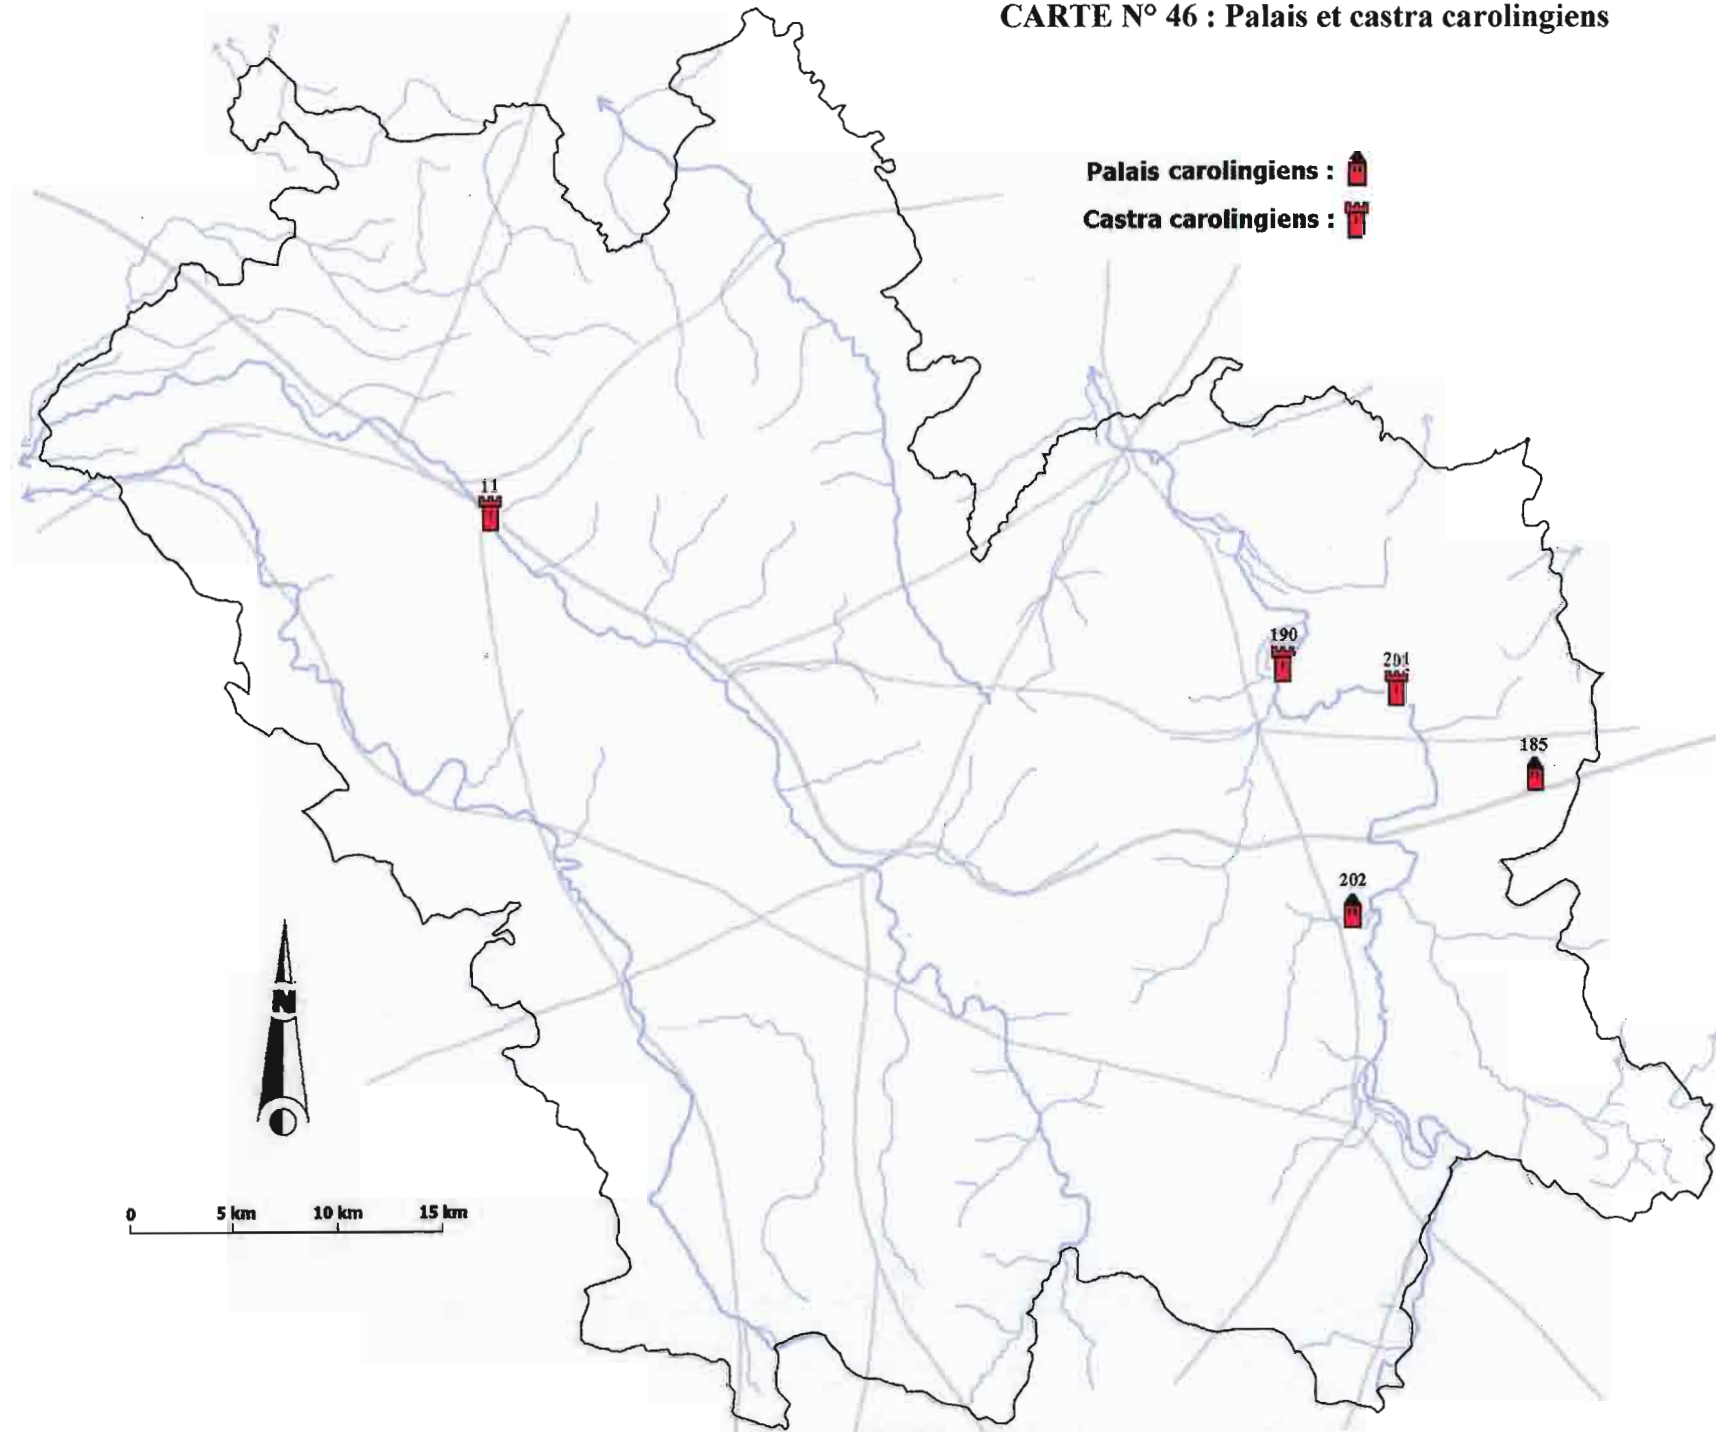 CARTE N° 46 : Palais et castra carolingiens
Palais carolingiens :
Castra carolingiens :
11
190
201
185
202
N
0 5 km 10 km 15 km